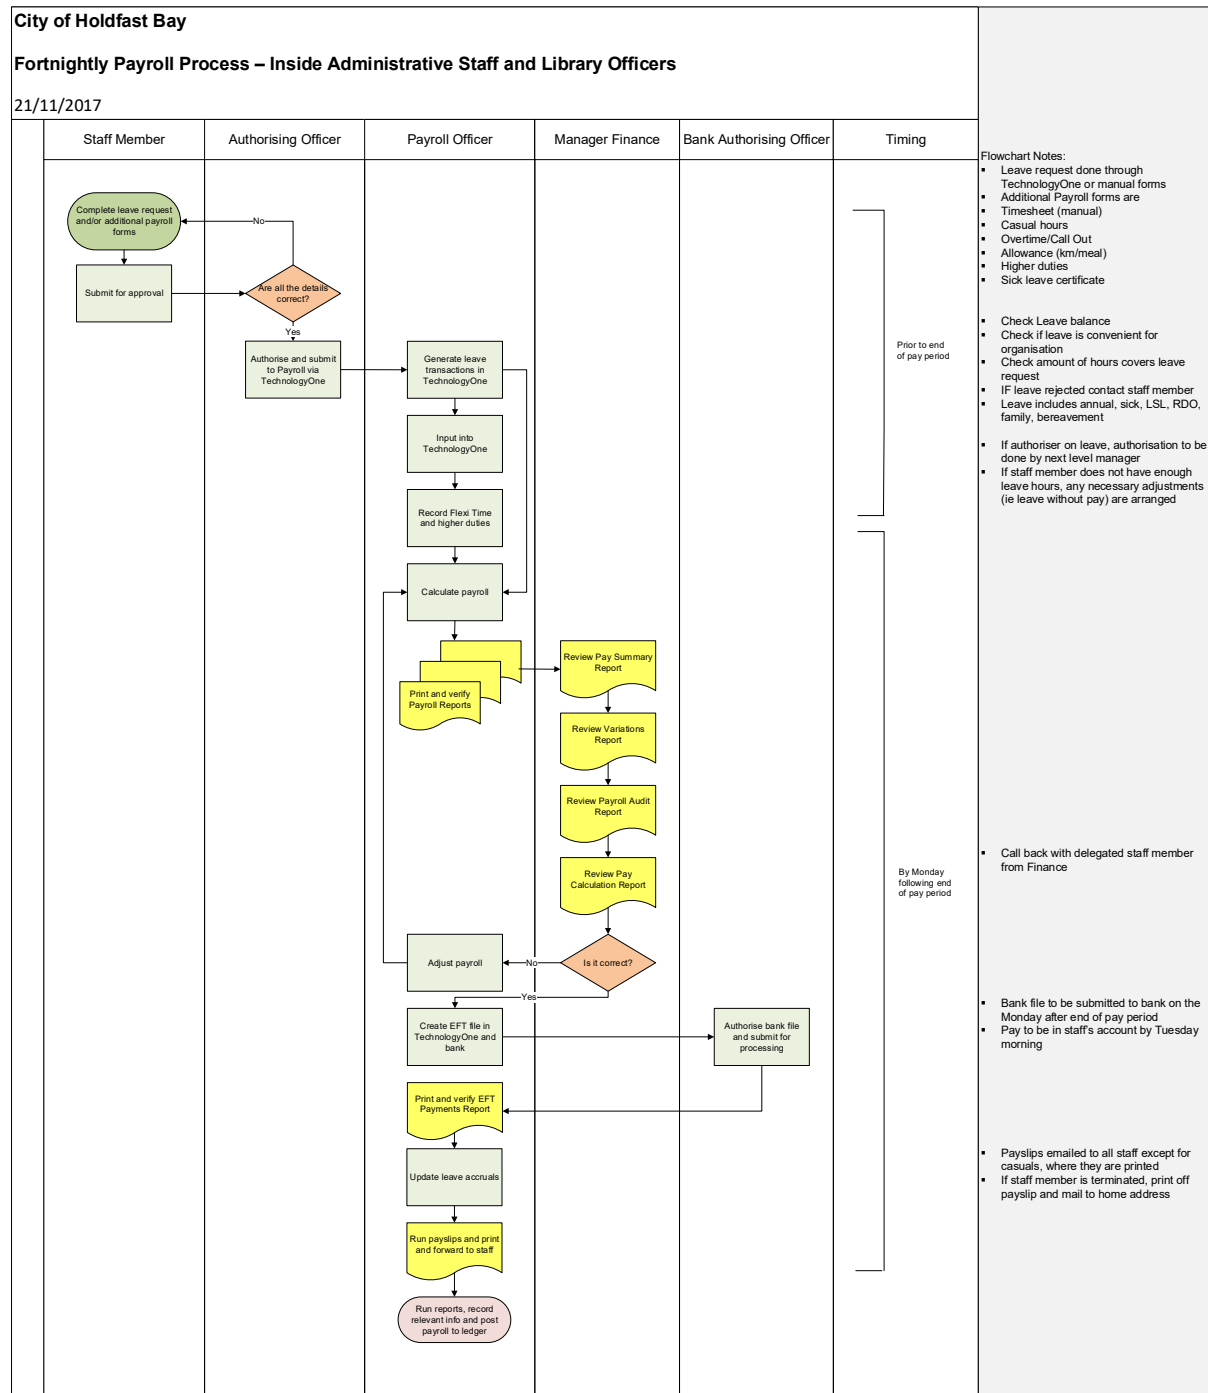 City of Holdfast Bay
Fortnightly Payroll Process – Inside Administrative Staff and Library Officers
21/11/2017
Staff Member
Authorising Officer
Payroll Officer
Manager Finance
Bank Authorising Officer
Timing
Complete leave request
and/or additional payroll
forms
No
Submit for approval
Are all the details
correct?
Yes
Authorise and submit
to Payroll via
TechnologyOne
Generate leave
transactions in
TechnologyOne
Input into
TechnologyOne
Record Flexi Time
and higher duties
Calculate payroll
Print and verify
Payroll Reports
Review Pay Summary
Report
Review Variations
Report
Review Payroll Audit
Report
Review Pay
Calculation Report
Is it correct?
No
Adjust payroll
Yes
Create EFT file in
TechnologyOne and
bank
Authorise bank file
and submit for
processing
Print and verify EFT
Payments Report
Update leave accruals
Run payslips and print
and forward to staff
Run reports, record
relevant info and post
payroll to ledger
Prior to end
of pay period
By Monday
following end
of pay period
Flowchart Notes:
▪ Leave request done through
TechnologyOne or manual forms
▪ Additional Payroll forms are
▪ Timesheet (manual)
▪ Casual hours
▪ Overtime/Call Out
▪ Allowance (km/meal)
▪ Higher duties
▪ Sick leave certificate
▪ Check Leave balance
▪ Check if leave is convenient for
organisation
▪ Check amount of hours covers leave
request
▪ IF leave rejected contact staff member
▪ Leave includes annual, sick, LSL, RDO,
family, bereavement
▪ If authoriser on leave, authorisation to be
done by next level manager
▪ If staff member does not have enough
leave hours, any necessary adjustments
(ie leave without pay) are arranged
▪ Call back with delegated staff member
from Finance
▪ Bank file to be submitted to bank on the
Monday after end of pay period
▪ Pay to be in staff's account by Tuesday
morning
▪ Payslips emailed to all staff except for
casuals, where they are printed
▪ If staff member is terminated, print off
payslip and mail to home address